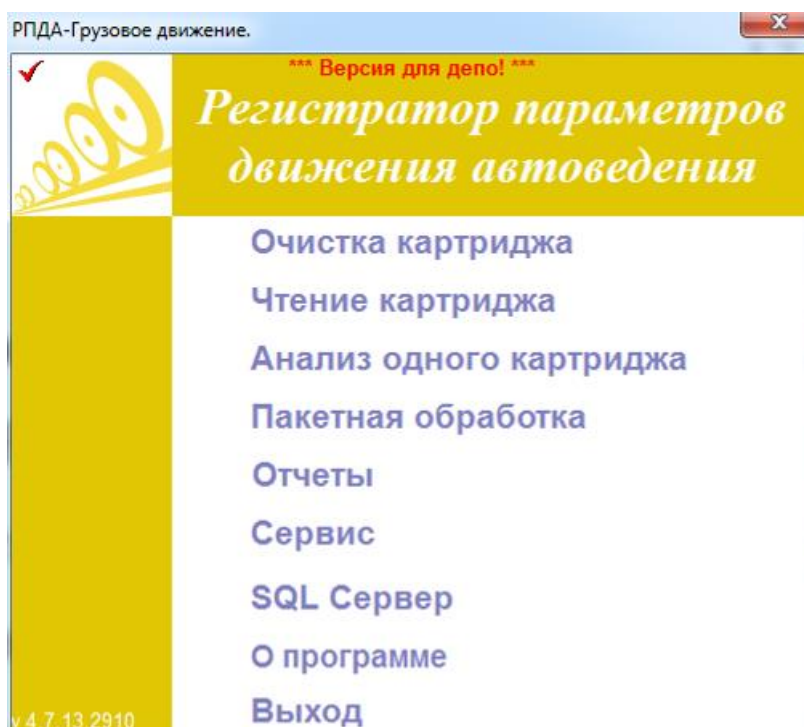 РПДА-Грузовое движение.
*** Версия для депо! ***
Регистратор параметров
движения автоведения
Очистка картриджа
Чтение картриджа
Анализ одного картриджа
Пакетная обработка
Отчеты
Сервис
SQL Сервер
О программе
Выход
v 4.7.13.2910